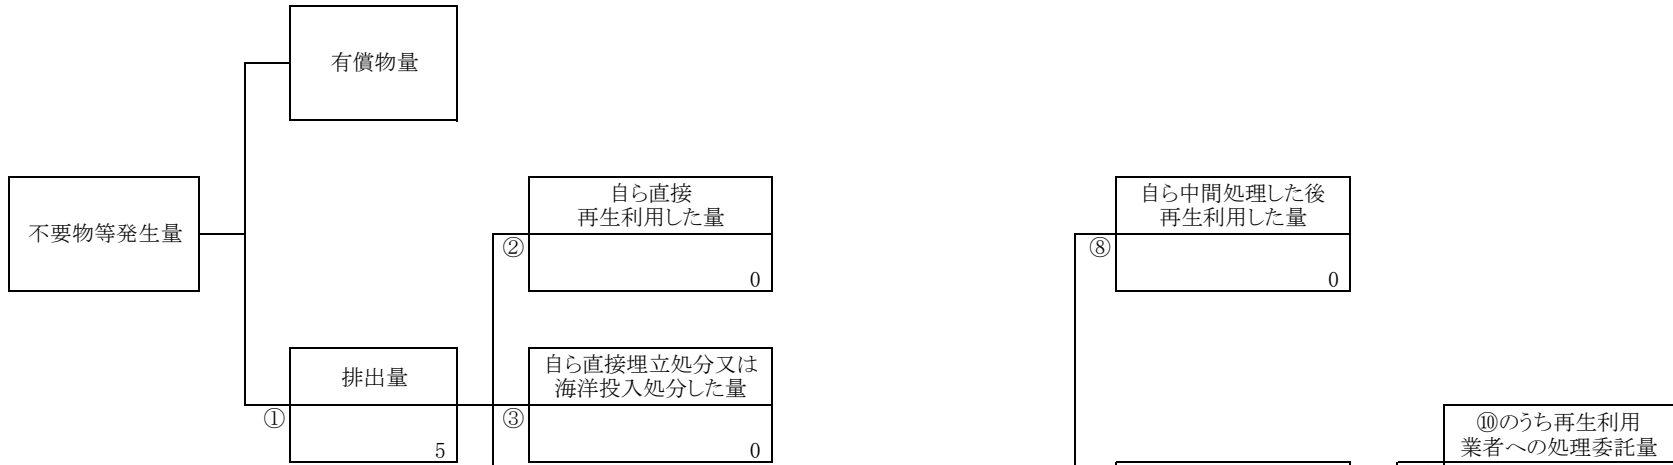 有償物量
不要物等発生量
自ら直接
再生利用した量
②
0
自ら中間処理した後
再生利用した量
⑧
0
排出量
①
5
自ら直接埋立処分又は
海洋投入処分した量
③
0
⑩のうち再生利用
業者への処理委託量